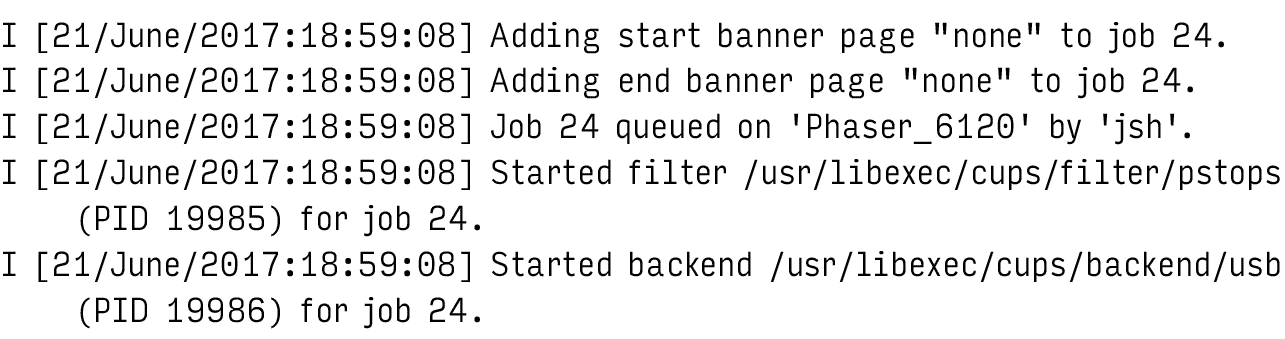 I [21/June/2017:18:59:08] Adding start banner page "none" to job 24.
I [21/June/2017:18:59:08] Adding end banner page "none" to job 24.
I [21/June/2017:18:59:08] Job 24 queued on 'Phaser_6120' by 'jsh'.
I [21/June/2017:18:59:08] Started filter /usr/libexec/cups/filter/pstops
(PID 19985) for job 24.
I [21/June/2017:18:59:08] Started backend /usr/libexec/cups/backend/usb
(PID 19986) for job 24.